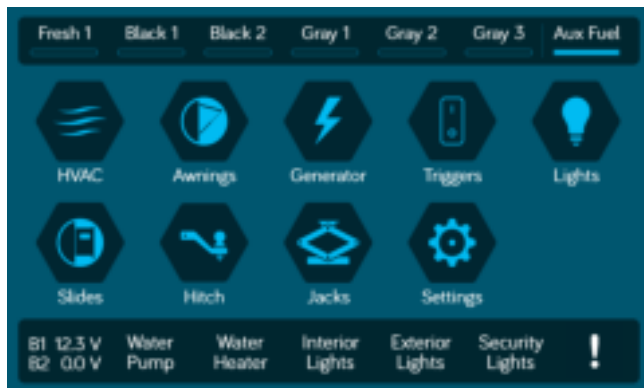 Fresh 1 Black 1 Black 2 Gray 1 Gray 2 Gray 3 Aux Fuel
HVAC Awnings Generator Triggers Lights
Slides Hitch Jacks Settings
B1 12.3 V Water Water Interior Exterior Security !
B2 0.0 V Pump Heater Lights Lights Lights